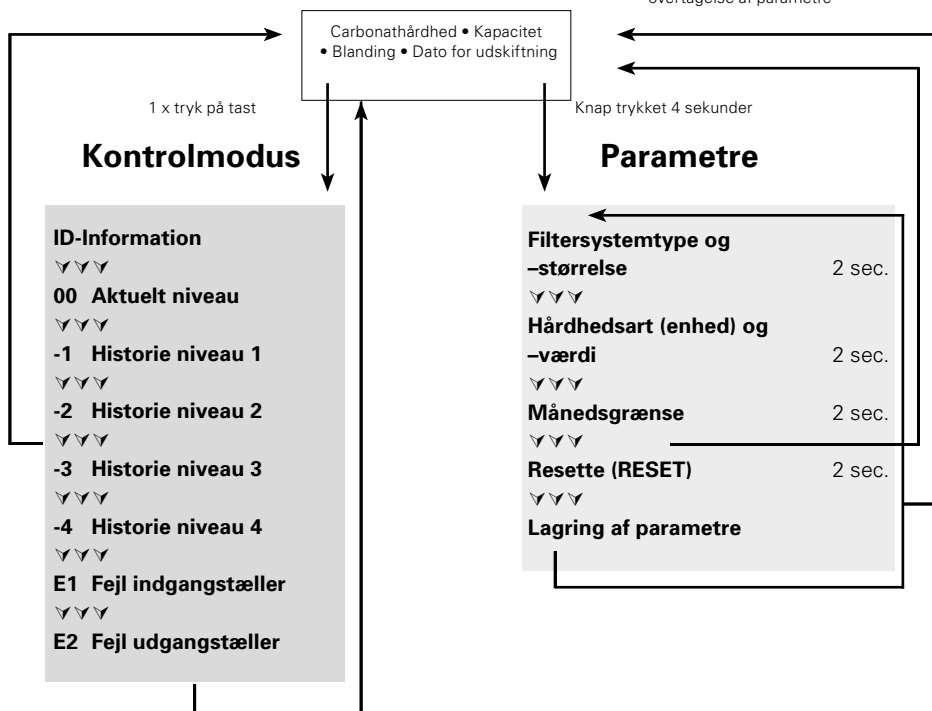 overtagelse af parametre
Carbonathårdhed • Kapacitet
• Blanding • Dato for udskiftning
1 x tryk på tast
Knap trykket 4 sekunder
Kontrolmodus
Parametre
ID-Information
00 Aktuelt niveau
-1 Historie niveau 1
-2 Historie niveau 2
-3 Historie niveau 3
-4 Historie niveau 4
E1 Fejl indgangstæller
E2 Fejl udgangstæller
Filtersystemtype og
–størrelse 2 sec.
Hårdhedsart (enhed) og
–værdi 2 sec.
Månedsgrænse 2 sec.
Resette (RESET) 2 sec.
Lagring af parametre